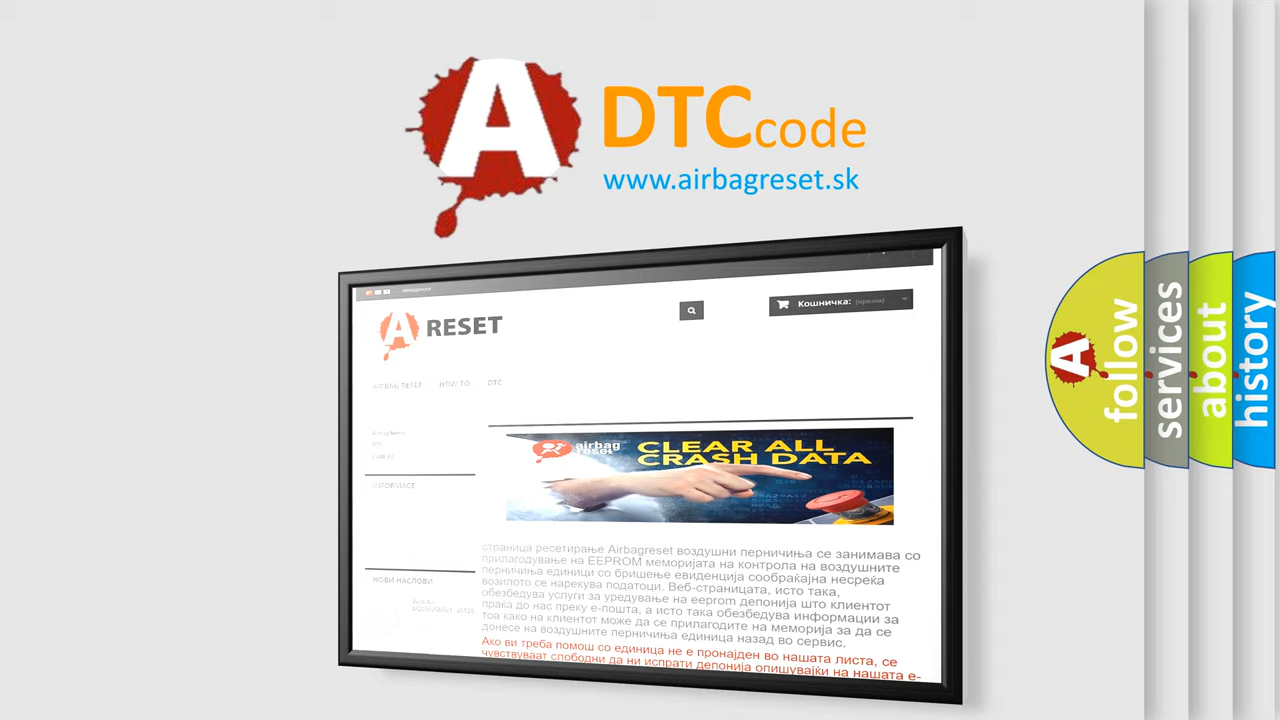 A
DTC code
www.airbagreset.sk
A RESET
Кошничка: (празни)
AIRBAG RESET HOW TO DTC
airbag
reset
CLEAR ALL
CRASH DATA
INFORMACE
НОВИ НАСЛОВИ
страница ресетирање Airbagreset воздушни перничиња се занимава со
прилагодување на EEPROM меморијата на контрола на воздушните
перничиња единици со бришење евиденција сообраќајна несреќа
возилото се нарекува податоци. Веб-страницата, исто така,
обезбедува услуги за уредување на eeprom депонија што клиентот
праќа до нас преку е-пошта, а исто така обезбедува информации за
тоа како на клиентот може да се прилагодите на меморија за да се
донесе на воздушните перничиња единица назад во сервис.
Ако ви треба помош со единица не е пронајден во нашата листа, се
чувствуваат слободни да ни испрати депонија опишувајќи на нашата е-
A
follow
services
about
history